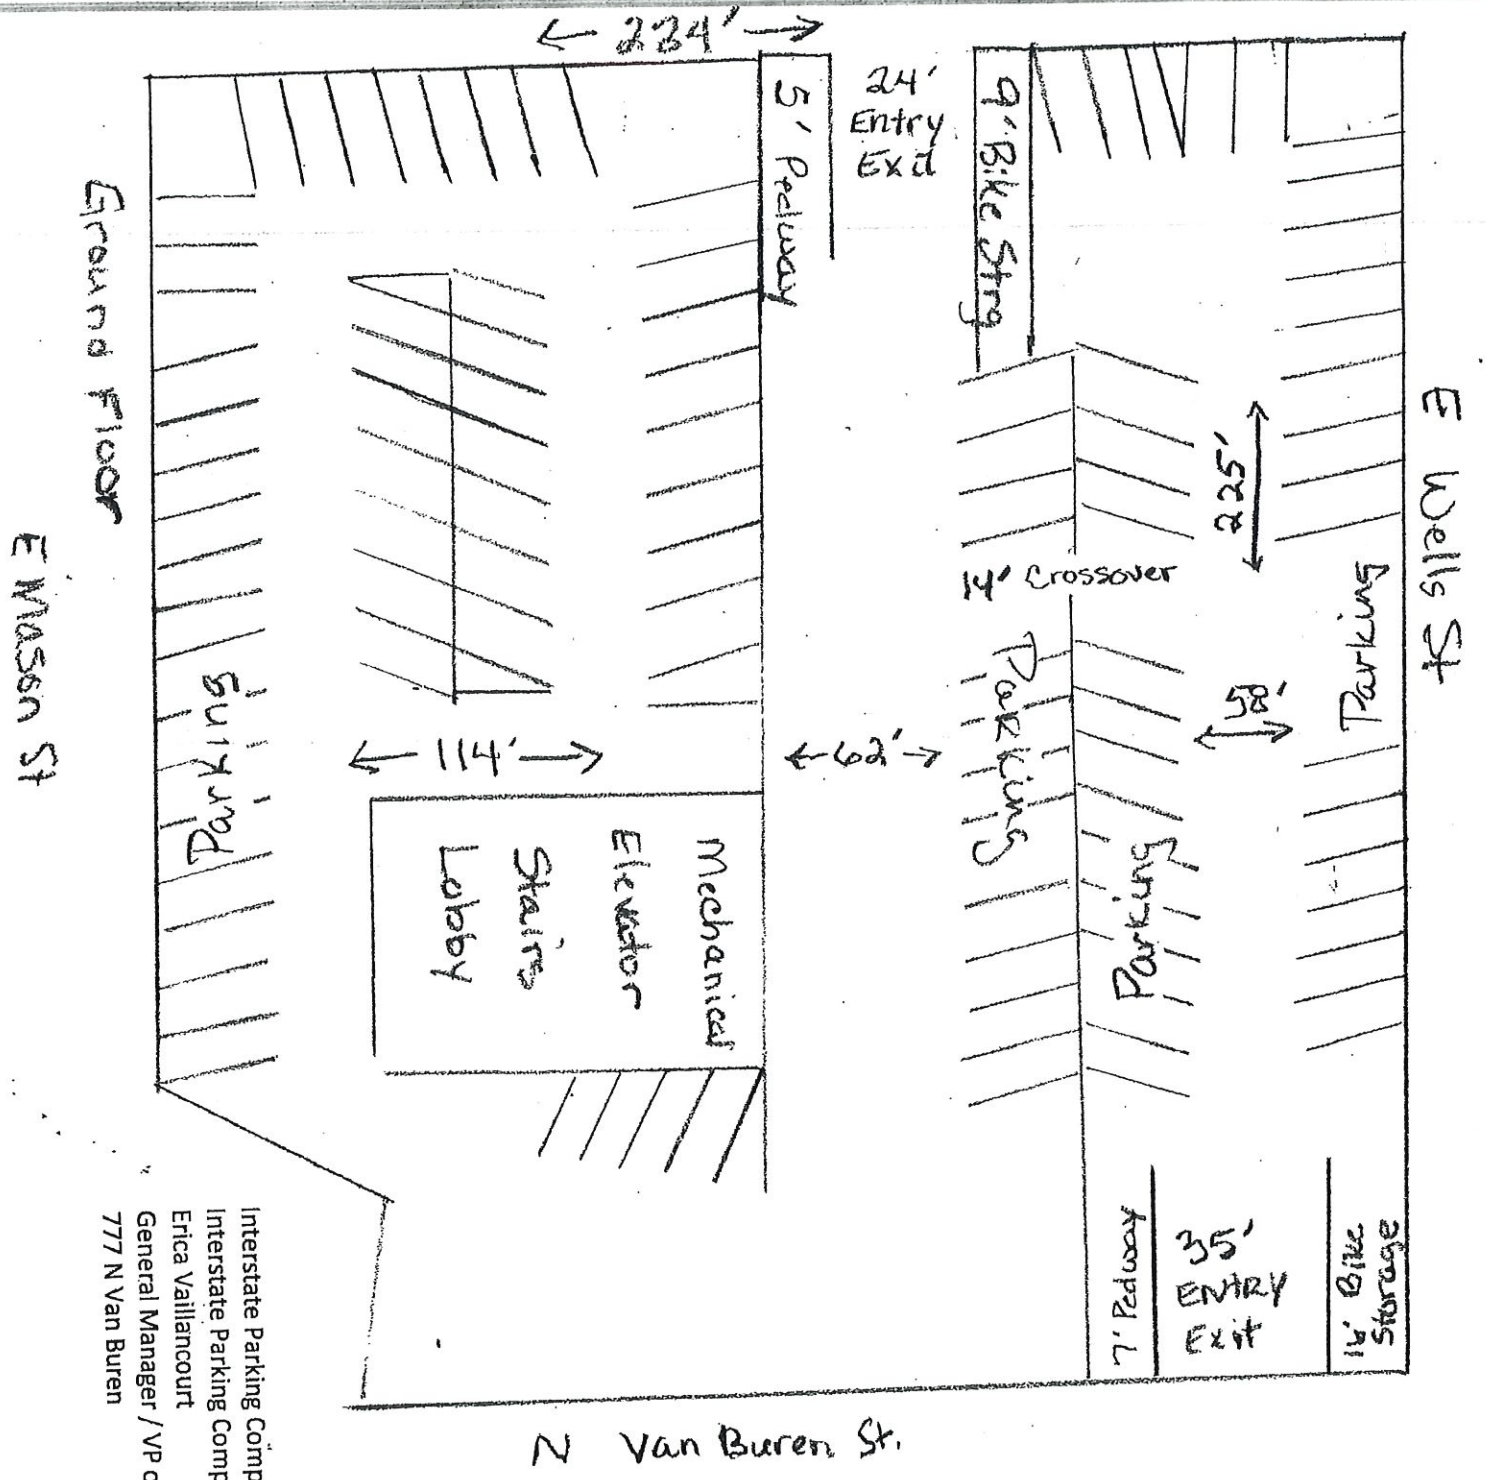 224'
5' Pedway
24'
Entry
Exit
9' Bike Strg
E Wells St
225'
14' Crossover
Parking
Parking
58'
Parking
62'
114'
Parking
Ground Floor
E Mason St
Mechanical
Elevator
Stairs
Lobby
7' Pedway
35'
ENTRY
Exit
Bike
Storage
N Van Buren St.
Interstate Parking Comp
Interstate Parking Comp
Erica Vaillancourt
General Manager / VP o
777 N Van Buren